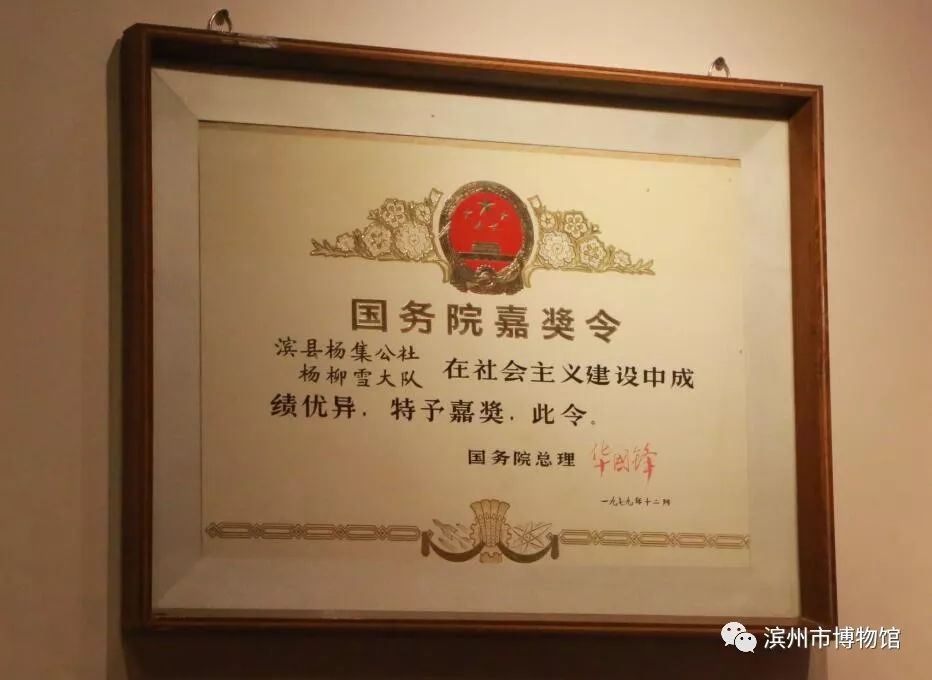 国务院嘉奖令
滨县杨集公社
杨柳雪大队
在社会主义建设中成
绩优异，特予嘉奖，此令。
国务院总理 华国锋
一九七九年十二月
滨州市博物馆